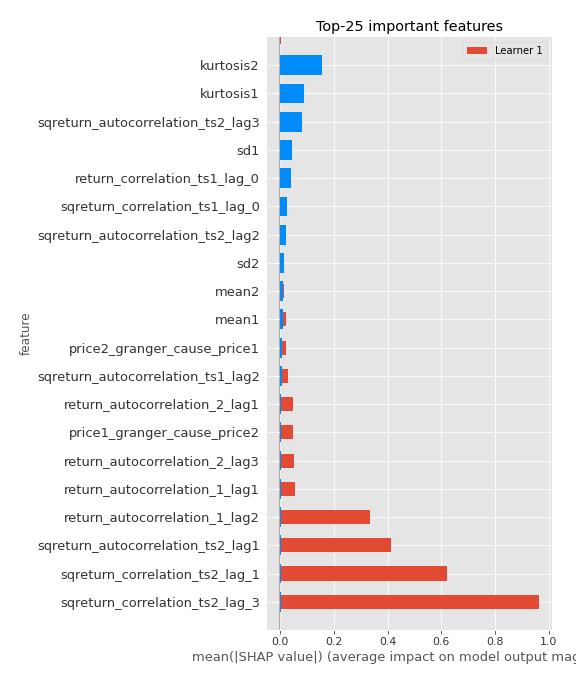 Top-25 important features
Learner 1
kurtosis2
kurtosis1
sqreturn_autocorrelation_ts2_lag3
sd1
return_correlation_ts1_lag_0
sqreturn_correlation_ts1_lag_0
sqreturn_autocorrelation_ts2_lag2
sd2
mean2
mean1
price2_granger_cause_price1
sqreturn_autocorrelation_ts1_lag2
return_autocorrelation_2_lag1
price1_granger_cause_price2
return_autocorrelation_2_lag3
return_autocorrelation_1_lag1
return_autocorrelation_1_lag2
sqreturn_autocorrelation_ts2_lag1
sqreturn_correlation_ts2_lag_1
sqreturn_correlation_ts2_lag_3
feature
0.0 0.2 0.4 0.6 0.8 1.0
mean(|SHAP value|) (average impact on model output mag